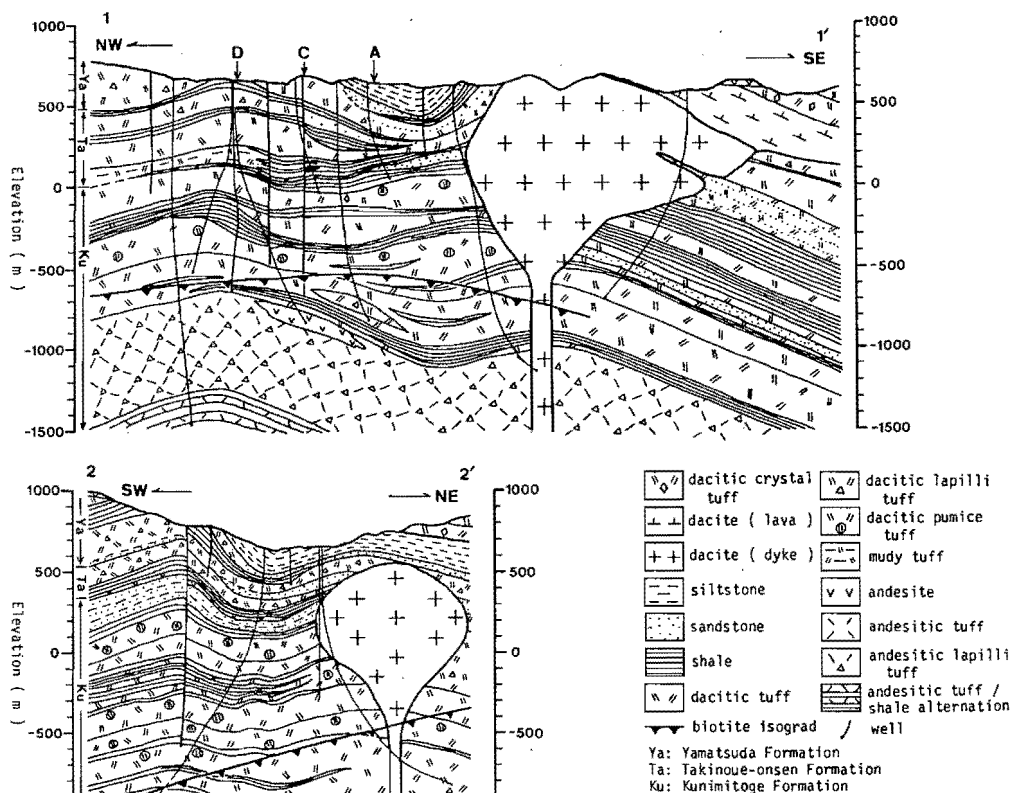 1
NW
D
C
A
1'
SE
1000
500
0
-500
-1000
-1500
Elevation ( m )
Ya
Ta
Ku
1000
500
0
-500
-1000
-1500
2
SW
2'
NE
1000
500
0
-500
Elevation ( m )
Ya
Ta
Ku
1000
500
0
-500
dacitic crystal
tuff
dacite ( lava )
dacite ( dyke )
siltstone
sandstone
shale
dacitic tuff
biotite isograd
dacitic lapilli
tuff
dacitic pumice
tuff
mudy tuff
andesite
andesitic tuff
andesitic lapilli
tuff
andesitic tuff /
shale alternation
well
Ya: Yamatsuda Formation
Ta: Takinoue-onsen Formation
Ku: Kunimitoge Formation